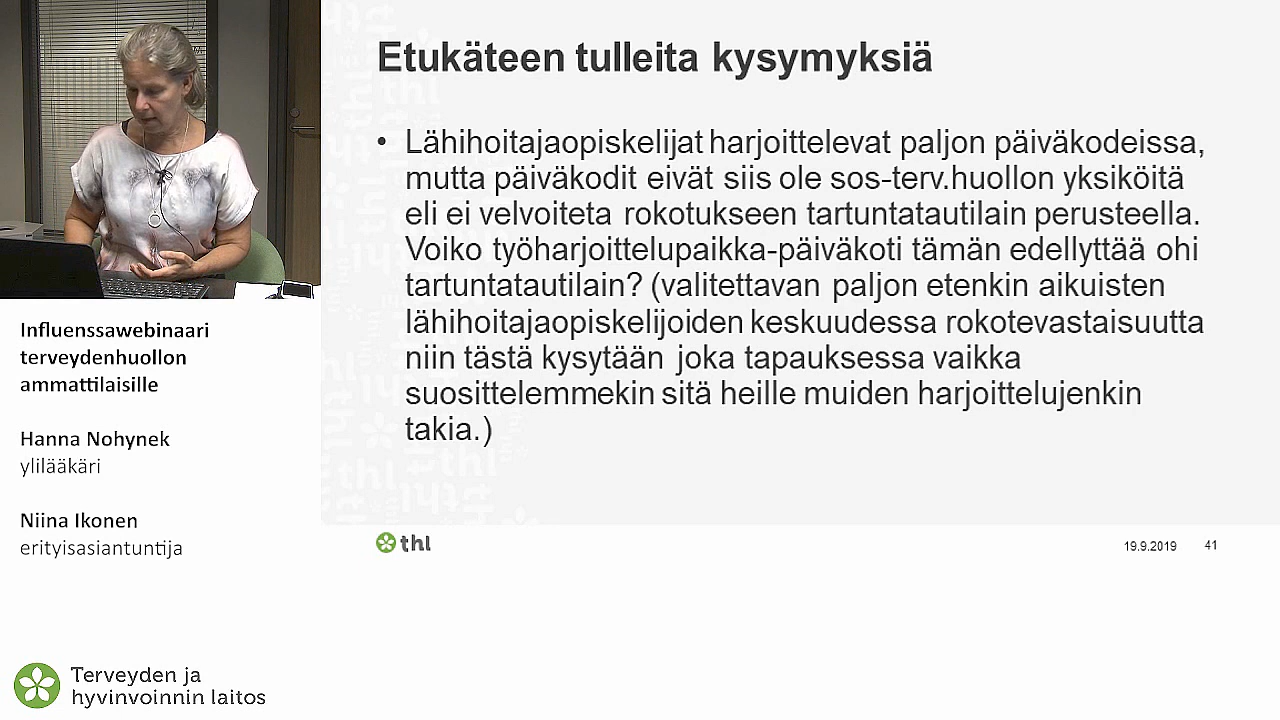 Etukäteen tulleita kysymyksiä
• Lähihoitajaopiskelijat harjoittelevat paljon päiväkodeissa,
mutta päiväkodit eivät siis ole sos-terv.huollon yksiköitä
eli ei velvoiteta rokotukseen tartuntatautilain perusteella.
Voiko työharjoittelupaikka-päiväkoti tämän edellyttää ohi
tartuntatautilain? (valitettavan paljon etenkin aikuisten
lähihoitajaopiskelijoiden keskuudessa rokotevastaisuutta
niin tästä kysytään joka tapauksessa vaikka
suosittelemmekin sitä heille muiden harjoittelujenkin
takia.)
thl
19.9.2019 41
Influenssawebinaari
terveydenhuollon
ammattilaisille
Hanna Nohynek
ylilääkäri
Niina Ikonen
erityisasiantuntija
Terveyden ja
hyvinvoinnin laitos